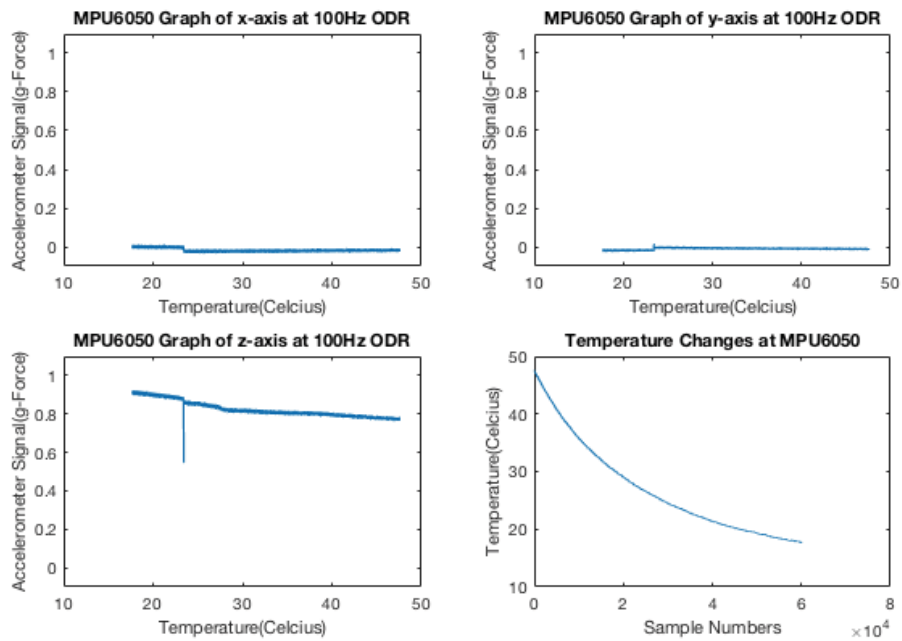 MPU6050 Graph of x-axis at 100Hz ODR
Accelerometer Signal(g-Force)
1
0.8
0.6
0.4
0.2
0
10 20 30 40 50
Temperature(Celcius)
MPU6050 Graph of y-axis at 100Hz ODR
Accelerometer Signal(g-Force)
1
0.8
0.6
0.4
0.2
0
10 20 30 40 50
Temperature(Celcius)
MPU6050 Graph of z-axis at 100Hz ODR
Accelerometer Signal(g-Force)
1
0.8
0.6
0.4
0.2
0
10 20 30 40 50
Temperature(Celcius)
Temperature Changes at MPU6050
Temperature(Celcius)
50
40
30
20
10
0 2 4 6 80
Sample Numbers
×10⁴